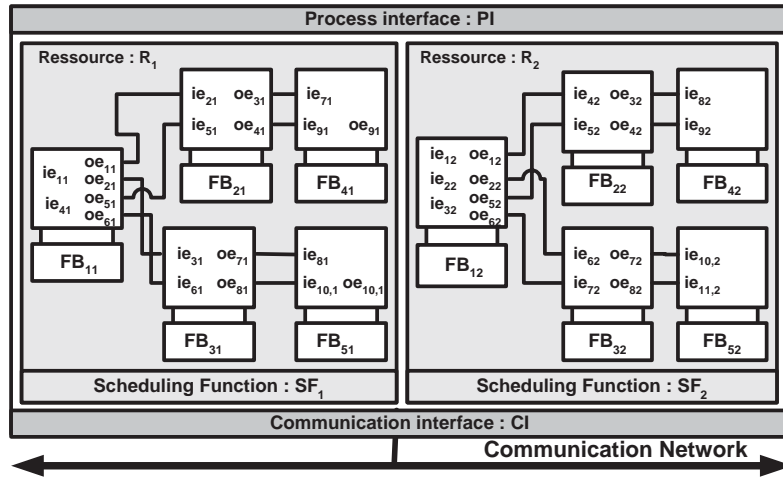 Process interface : PI
Ressource : R1
ie21 oe31
ie51 oe41
FB21
ie71
ie91 oe91
FB41
ie11
ie41
oe11
oe21
oe51
oe61
FB11
ie31 oe71
ie61 oe81
FB31
ie81
ie10,1 oe10,1
FB51
Scheduling Function : SF1
Ressource : R2
ie42 oe32
ie52 oe42
FB22
ie82
ie92
FB42
ie12 oe12
ie22 oe22
ie32 oe52
oe62
FB12
ie62 oe72
ie72 oe82
FB32
ie10,2
ie11,2
FB52
Scheduling Function : SF2
Communication interface : CI
Communication Network